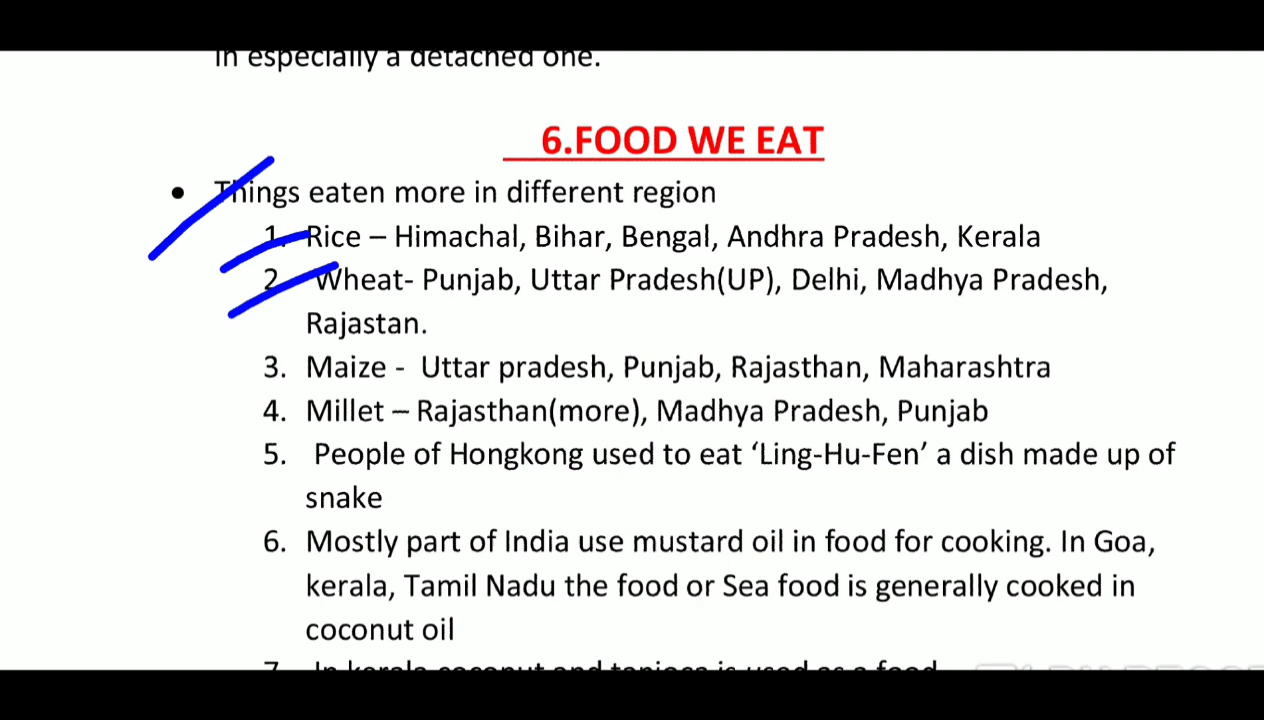 in especially a detached one.
6.FOOD WE EAT
• Things eaten more in different region
1. Rice – Himachal, Bihar, Bengal, Andhra Pradesh, Kerala
2. Wheat- Punjab, Uttar Pradesh(UP), Delhi, Madhya Pradesh,
Rajastan.
3. Maize - Uttar pradesh, Punjab, Rajasthan, Maharashtra
4. Millet – Rajasthan(more), Madhya Pradesh, Punjab
5. People of Hongkong used to eat ‘Ling-Hu-Fen’ a dish made up of
snake
6. Mostly part of India use mustard oil in food for cooking. In Goa,
kerala, Tamil Nadu the food or Sea food is generally cooked in
coconut oil
7. In kerala coconut and tapioca is used as a food